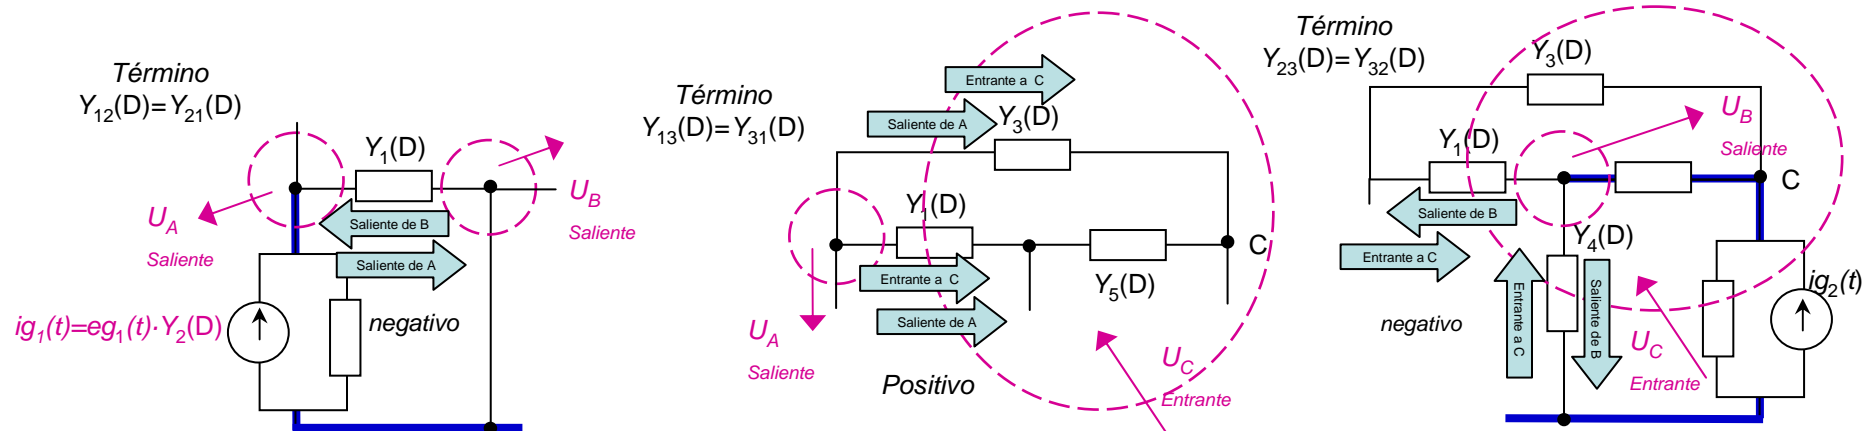 Término
Y12(D)=Y21(D)
Y1(D)
UA
Saliente
UB
Saliente
Saliente de B
Saliente de A
ig1(t)=eg1(t)·Y2(D)
negativo
Término
Y13(D)=Y31(D)
Entrante a C
Saliente de A
Y3(D)
Y1(D)
C
Entrante a C
Y5(D)
Saliente de A
UA
Saliente
Positivo
UC
Entrante
Término
Y23(D)=Y32(D)
Y3(D)
UB
Saliente
Y1(D)
C
Saliente de B
Entrante a C
Y4(D)
Entrante a C
Saliente de B
ig2(t)
negativo
UC
Entrante